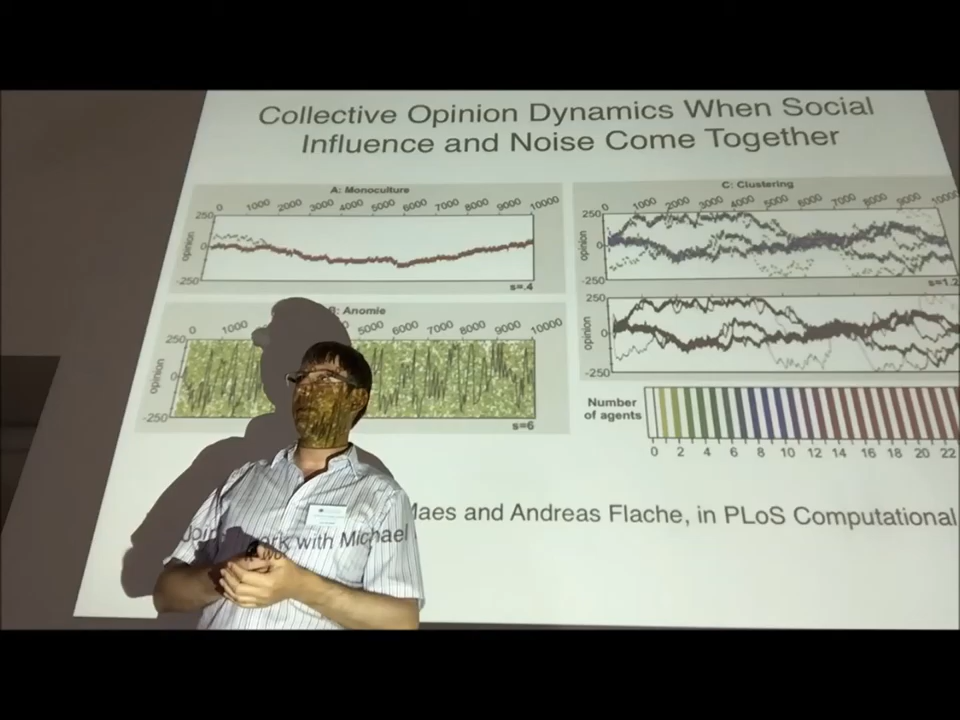 Collective Opinion Dynamics When Social
Influence and Noise Come Together
A: Monoculture
0 1000 2000 3000 4000 5000 6000 7000 8000 9000 10000
250
0
-250
opinion
s=.4
C: Clustering
0 1000 2000 3000 4000 5000 6000 7000 8000 9000 10000
250
0
-250
opinion
s=1.2
Anomie
0 1000 5000 6000 7000 8000 9000 10000
250
0
-250
opinion
s=6
250
0
-250
opinion
Number
of agents
0 2 4 6 8 10 12 14 16 18 20 22
with Michael Maes and Andreas Flache, in PLoS Computational